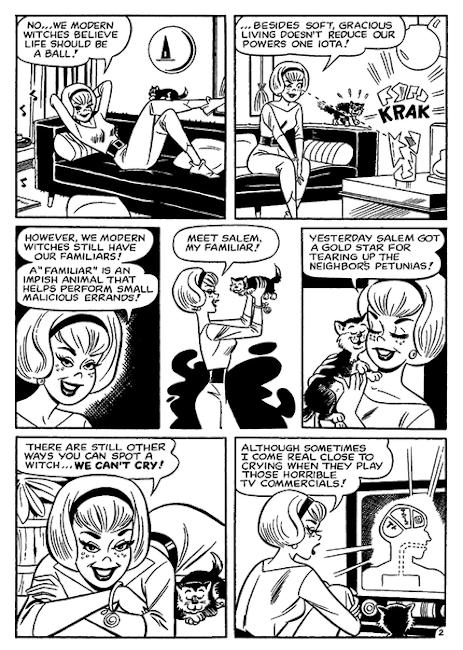 NO...WE MODERN
WITCHES BELIEVE
LIFE SHOULD BE
A BALL!
...BESIDES SOFT, GRACIOUS
LIVING DOESN'T REDUCE OUR
POWERS ONE IOTA!
KRAK
HOWEVER, WE MODERN
WITCHES STILL HAVE
OUR FAMILIARS!
A "FAMILIAR" IS AN
IMPISH ANIMAL THAT
HELPS PERFORM SMALL
MALICIOUS ERRANDS!
MEET SALEM,
MY FAMILIAR!
YESTERDAY SALEM GOT
A GOLD STAR FOR
TEARING UP THE
NEIGHBORS PETUNIAS!
THERE ARE STILL OTHER
WAYS YOU CAN SPOT A
WITCH... WE CAN'T CRY!
ALTHOUGH SOMETIMES
I COME REAL CLOSE TO
CRYING WHEN THEY PLAY
THOSE HORRIBLE
TV COMMERCIALS!
2